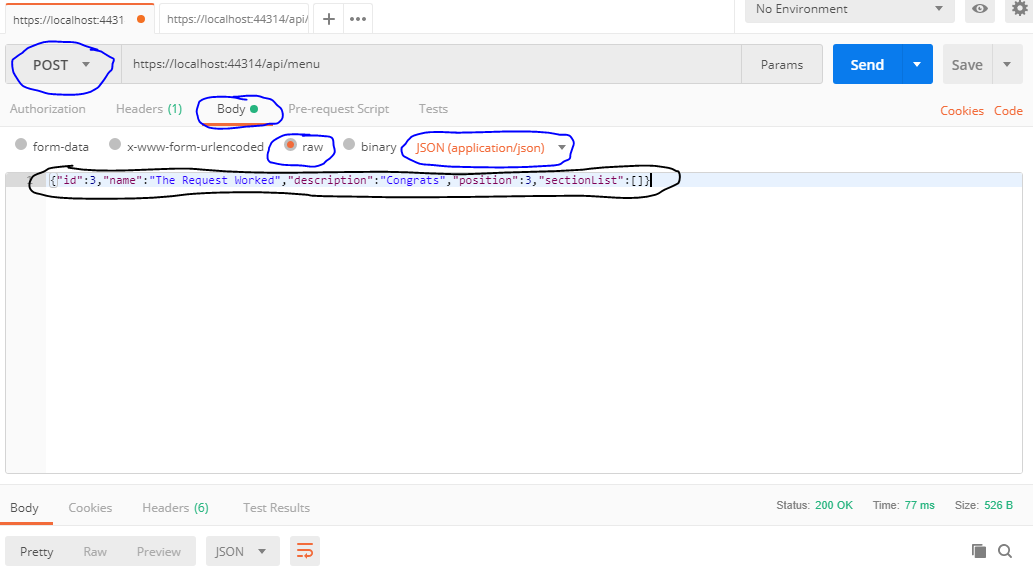 https://localhost:4431 https://localhost:44314/api/ + ••• No Environment
POST https://localhost:44314/api/menu Params Send Save
Authorization Headers (1) Body Pre-request Script Tests Cookies Code
form-data x-www-form-urlencoded raw binary JSON (application/json)
{"id":3,"name":"The Request Worked","description":"Congrats","position":3,"sectionList":[]}
Body Cookies Headers (6) Test Results Status: 200 OK Time: 77 ms Size: 526 B
Pretty Raw Preview JSON